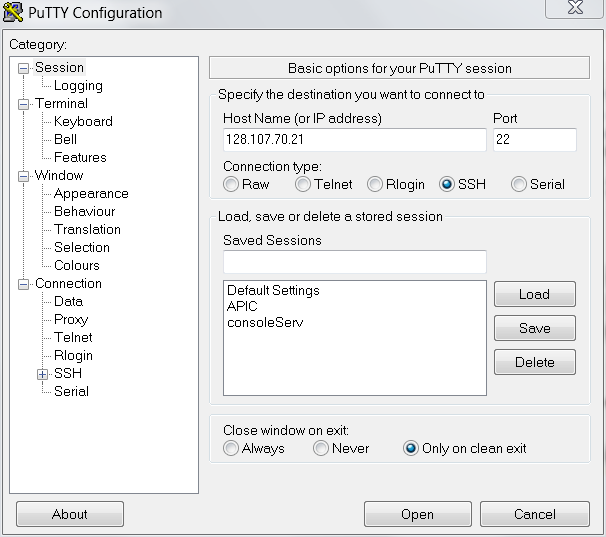 PuTTY Configuration
Category:
Session
Logging
Terminal
Keyboard
Bell
Features
Window
Appearance
Behaviour
Translation
Selection
Colours
Connection
Data
Proxy
Telnet
Rlogin
SSH
Serial
Basic options for your PuTTY session
Specify the destination you want to connect to
Host Name (or IP address) Port
128.107.70.21 22
Connection type:
Raw Telnet Rlogin SSH Serial
Load, save or delete a stored session
Saved Sessions
Default Settings
APIC
consoleServ
Load
Save
Delete
Close window on exit:
Always Never Only on clean exit
About Open Cancel